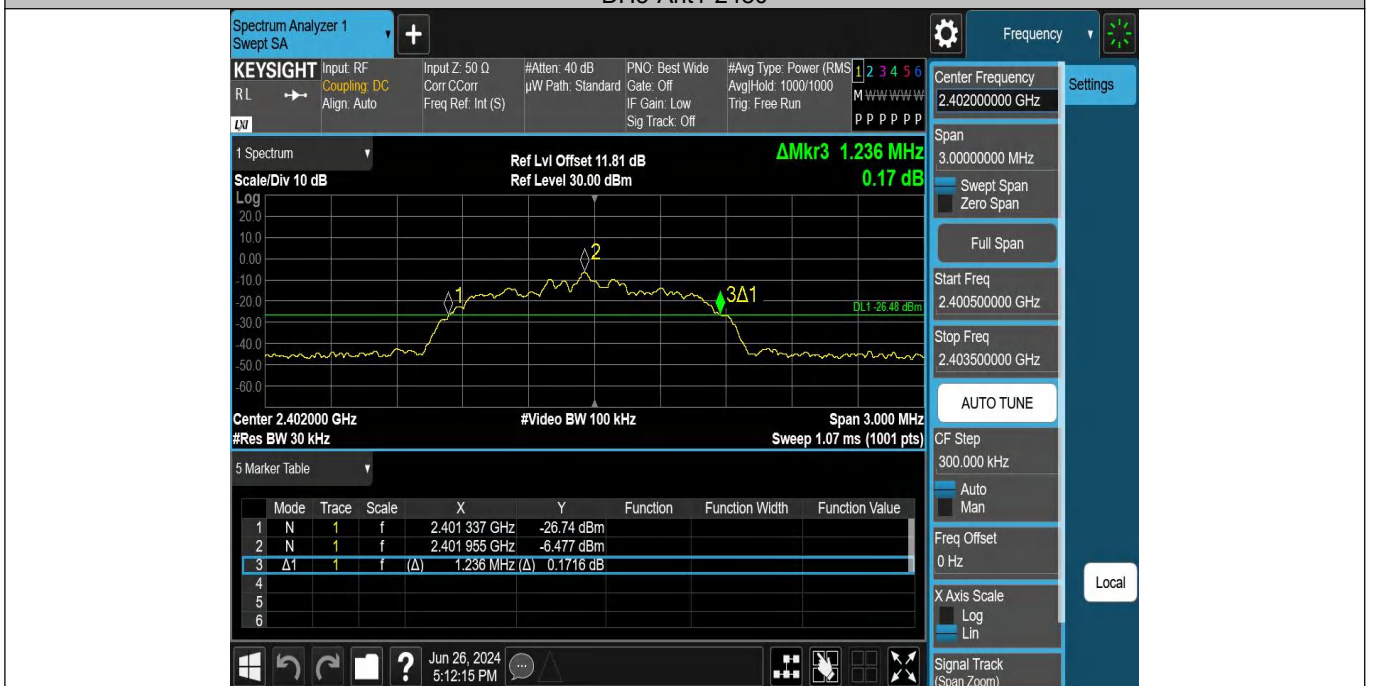 Spectrum Analyzer 1
Swept SA
+
Frequency
KEYSIGHT
RL
LXI
Input: RF
Coupling: DC
Align: Auto
Input Z: 50 Ω
Corr CCorr
Freq Ref: Int (S)
#Atten: 40 dB
µW Path: Standard
PNO: Best Wide
Gate: Off
IF Gain: Low
Sig Track: Off
#Avg Type: Power (RMS
Avg|Hold: 1000/1000
Trig: Free Run
1 2 3 4 5 6
M W W W W W
P P P P P P
1 Spectrum
Scale/Div 10 dB
Ref Lvl Offset 11.81 dB
Ref Level 30.00 dBm
ΔMkr3 1.236 MHz
0.17 dB
Log
20.0
10.0
0.00
-10.0
-20.0
-30.0
-40.0
-50.0
-60.0
1
2
3Δ1
DL1 -26.48 dBm
Center 2.402000 GHz
#Res BW 30 kHz
#Video BW 100 kHz
Span 3.000 MHz
Sweep 1.07 ms (1001 pts)
5 Marker Table
Mode Trace Scale X Y Function Function Width Function Value
1 N 1 f 2.401 337 GHz -26.74 dBm
2 N 1 f 2.401 955 GHz -6.477 dBm
3 Δ1 1 f (Δ) 1.236 MHz (Δ) 0.1716 dB
4
5
6
?
Jun 26, 2024
5:12:15 PM
Center Frequency
2.402000000 GHz
Span
3.00000000 MHz
Swept Span
Zero Span
Full Span
Start Freq
2.400500000 GHz
Stop Freq
2.403500000 GHz
AUTO TUNE
CF Step
300.000 kHz
Auto
Man
Freq Offset
0 Hz
X Axis Scale
Log
Lin
Signal Track
(Span Zoom)
Settings
Local